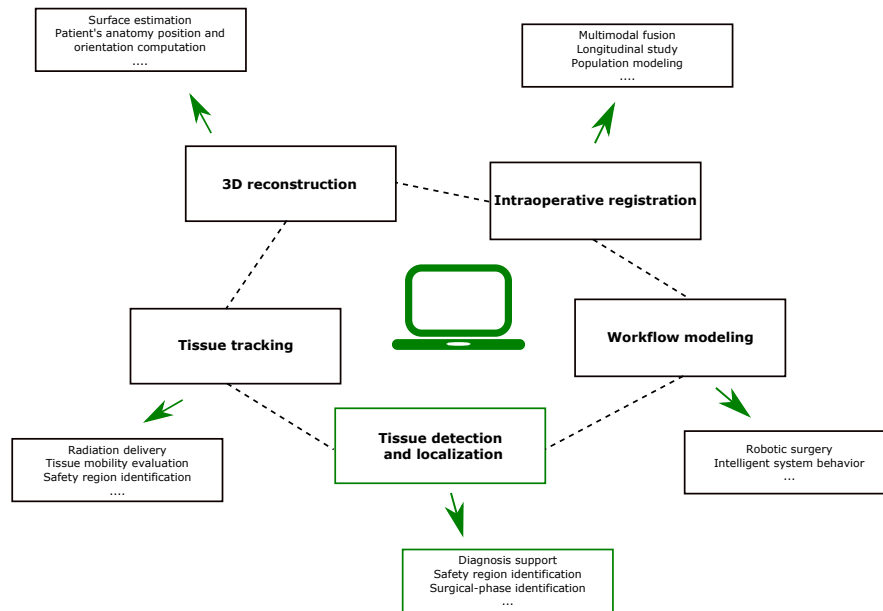 Surface estimation
Patient's anatomy position and
orientation computation
....
Multimodal fusion
Longitudinal study
Population modeling
....
3D reconstruction
Intraoperative registration
Tissue tracking
Workflow modeling
Tissue detection
and localization
Radiation delivery
Tissue mobility evaluation
Safety region identification
....
Robotic surgery
Intelligent system behavior
...
Diagnosis support
Safety region identification
Surgical-phase identification
...